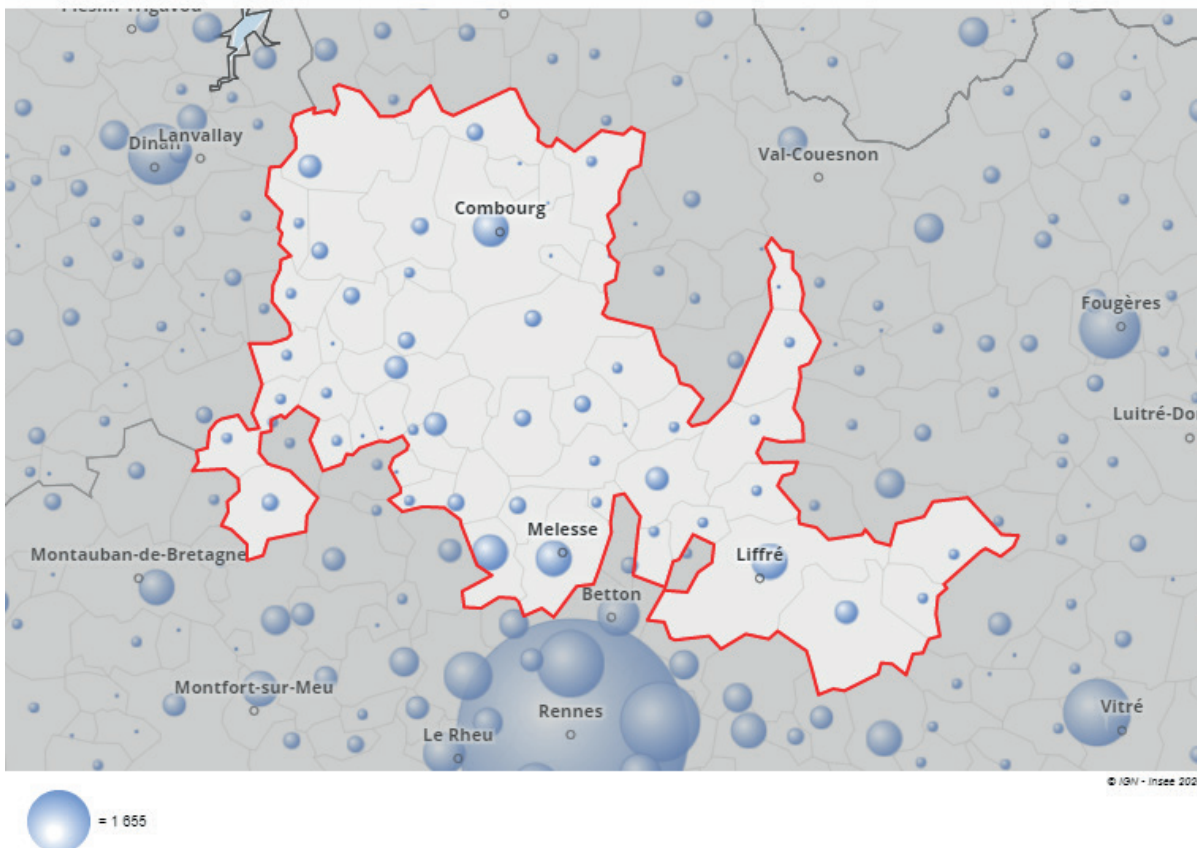 Dinan
Lanvallay
Val-Couesnon
Combourg
Fougères
Luitré-Do
Melesse
Montauban-de-Bretagne
Liffré
Betton
Montfort-sur-Meu
Rennes
Vitré
Le Rheu
© IGN - Insee 202
= 1 655